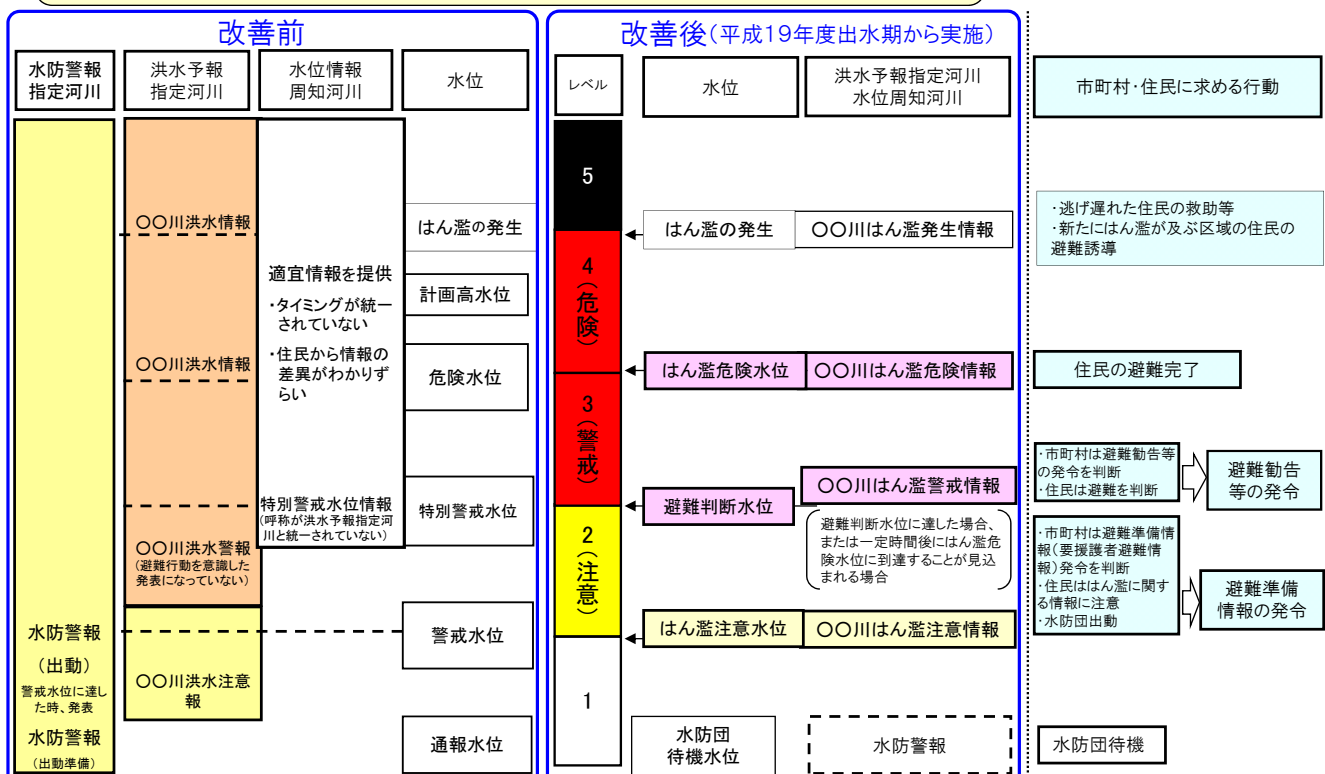 改善前
水防警報
指定河川
洪水予報
指定河川
水位情報
周知河川
水位
〇〇川洪水情報
〇〇川洪水情報
〇〇川洪水警報
(避難行動を意識した
発表になっていない)
〇〇川洪水注意
報
水防警報
(出動)
警戒水位に達し
た時、発表
水防警報
(出動準備)
適宜情報を提供
・タイミングが統一
されていない
・住民から情報の
差異がわかりず
らい
特別警戒水位情報
(呼称が洪水予報指定河
川と統一されていない)
はん濫の発生
計画高水位
危険水位
特別警戒水位
警戒水位
通報水位
改善後(平成19年度出水期から実施)
レベル
水位
洪水予報指定河川
水位周知河川
5
4(危険)
3(警戒)
2(注意)
1
はん濫の発生
〇〇川はん濫発生情報
はん濫危険水位
〇〇川はん濫危険情報
避難判断水位
〇〇川はん濫警戒情報
避難判断水位に達した場合、
または一定時間後にはん濫危
険水位に到達することが見込
まれる場合
はん濫注意水位
〇〇川はん濫注意情報
水防団
待機水位
水防警報
市町村・住民に求める行動
・逃げ遅れた住民の救助等
・新たにはん濫が及ぶ区域の住民の
避難誘導
住民の避難完了
・市町村は避難勧告等
の発令を判断
・住民は避難を判断
避難勧告
等の発令
・市町村は避難準備情
報(要援護者避難情
報)発令を判断
・住民ははん濫に関す
る情報に注意
・水防団出動
避難準備
情報の発令
水防団待機